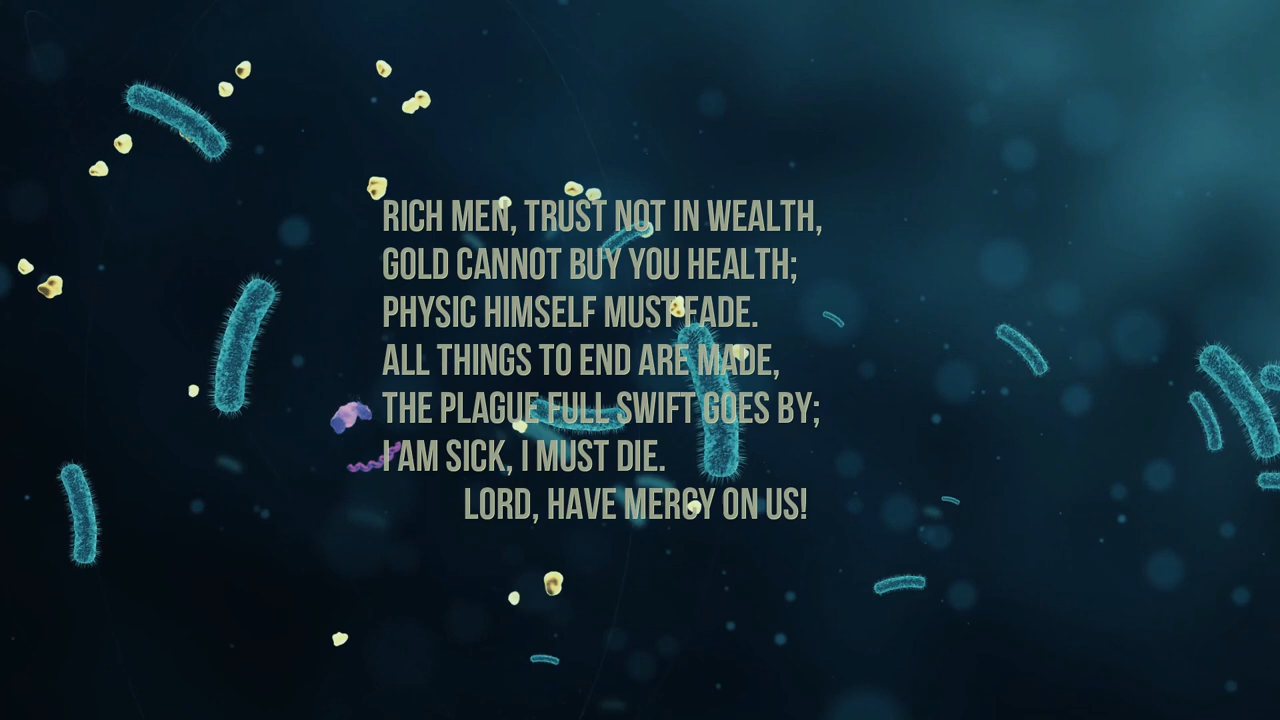 RICH MEN, TRUST NOT IN WEALTH,
GOLD CANNOT BUY YOU HEALTH;
PHYSIC HIMSELF MUST FADE.
ALL THINGS TO END ARE MADE,
THE PLAGUE FULL SWIFT GOES BY;
I AM SICK, I MUST DIE.
LORD, HAVE MERCY ON US!